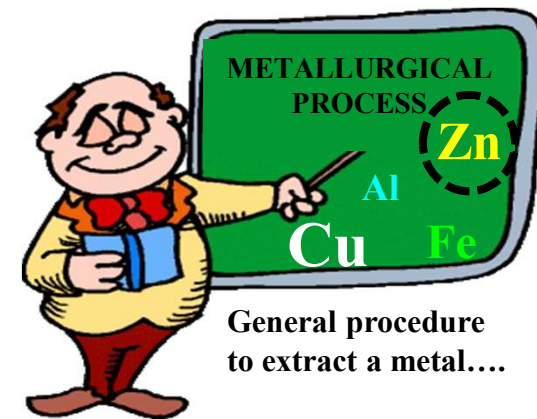 METALLURGICAL
PROCESS
Zn
Al
Cu Fe
General procedure
to extract a metal….